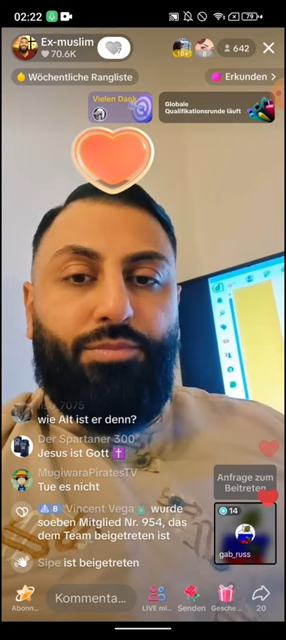 02:22
79
Ex-muslim
70.6K
642
Wöchentliche Rangliste
Erkunden >
Vielen Dank
Globale
Qualifikationsrunde läuft
7075
wie Alt ist er denn?
Der Spartaner 300
Jesus ist Gott
MugiwaraPiratesTV
Tue es nicht
8 Vincent Vega wurde
soeben Mitglied Nr. 954, das
dem Team beigetreten ist
Sipe ist beigetreten
Anfrage zum
Beitreten
14
gab_russ
Kommenta...
Abonn...
LIVE mi...
Senden
Gesche...
20